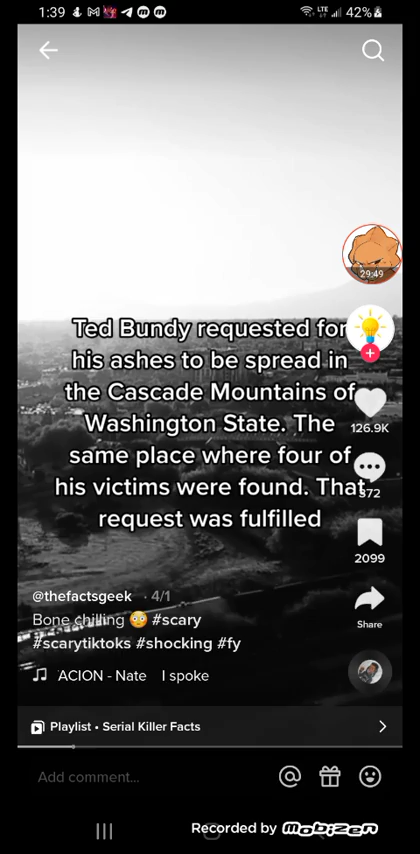 1:39
LTE
42%
29:49
Ted Bundy requested for
his ashes to be spread in
the Cascade Mountains of
Washington State. The
same place where four of
his victims were found. That
request was fulfilled
126.9K
372
2099
Share
@thefactsgeek · 4/1
Bone chilling 😳 #scary
#scarytiktoks #shocking #fy
ACION - Nate I spoke
Playlist • Serial Killer Facts
Add comment...
Recorded by mobizen